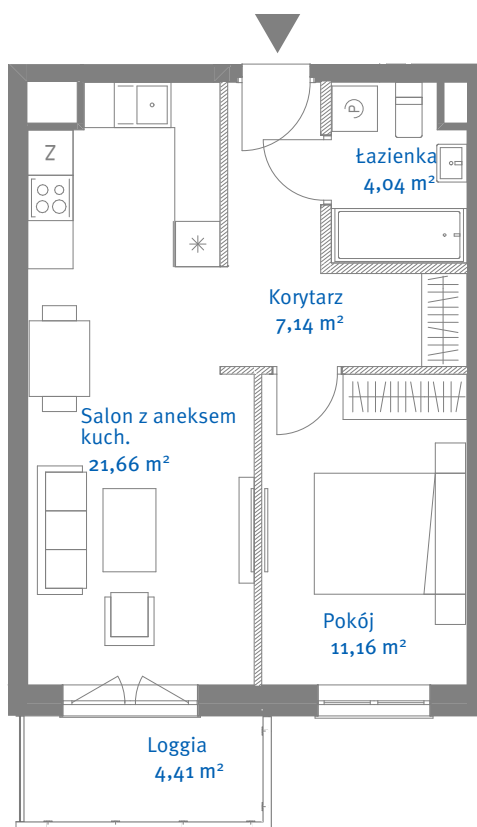 Z
P
Łazienka
4,04 m²
Korytarz
7,14 m²
Salon z aneksem
kuch.
21,66 m²
Pokój
11,16 m²
Loggia
4,41 m²